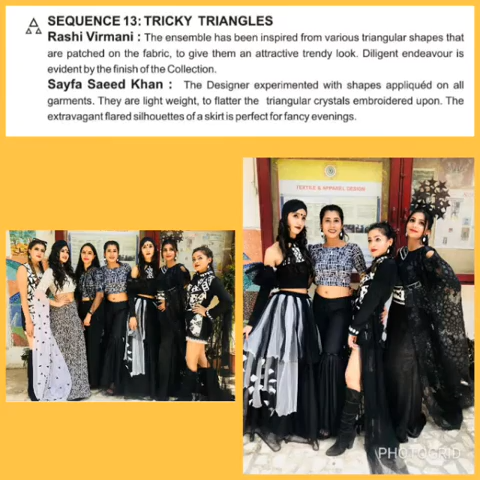 SEQUENCE 13: TRICKY TRIANGLES
Rashi Virmani : The ensemble has been inspired from various triangular shapes that
are patched on the fabric, to give them an attractive trendy look. Diligent endeavour is
evident by the finish of the Collection.
Sayfa Saeed Khan : The Designer experimented with shapes appliquéd on all
garments. They are light weight, to flatter the triangular crystals embroidered upon. The
extravagant flared silhouettes of a skirt is perfect for fancy evenings.
TEXTILE & APPAREL DESIGN
PHOTOGRID